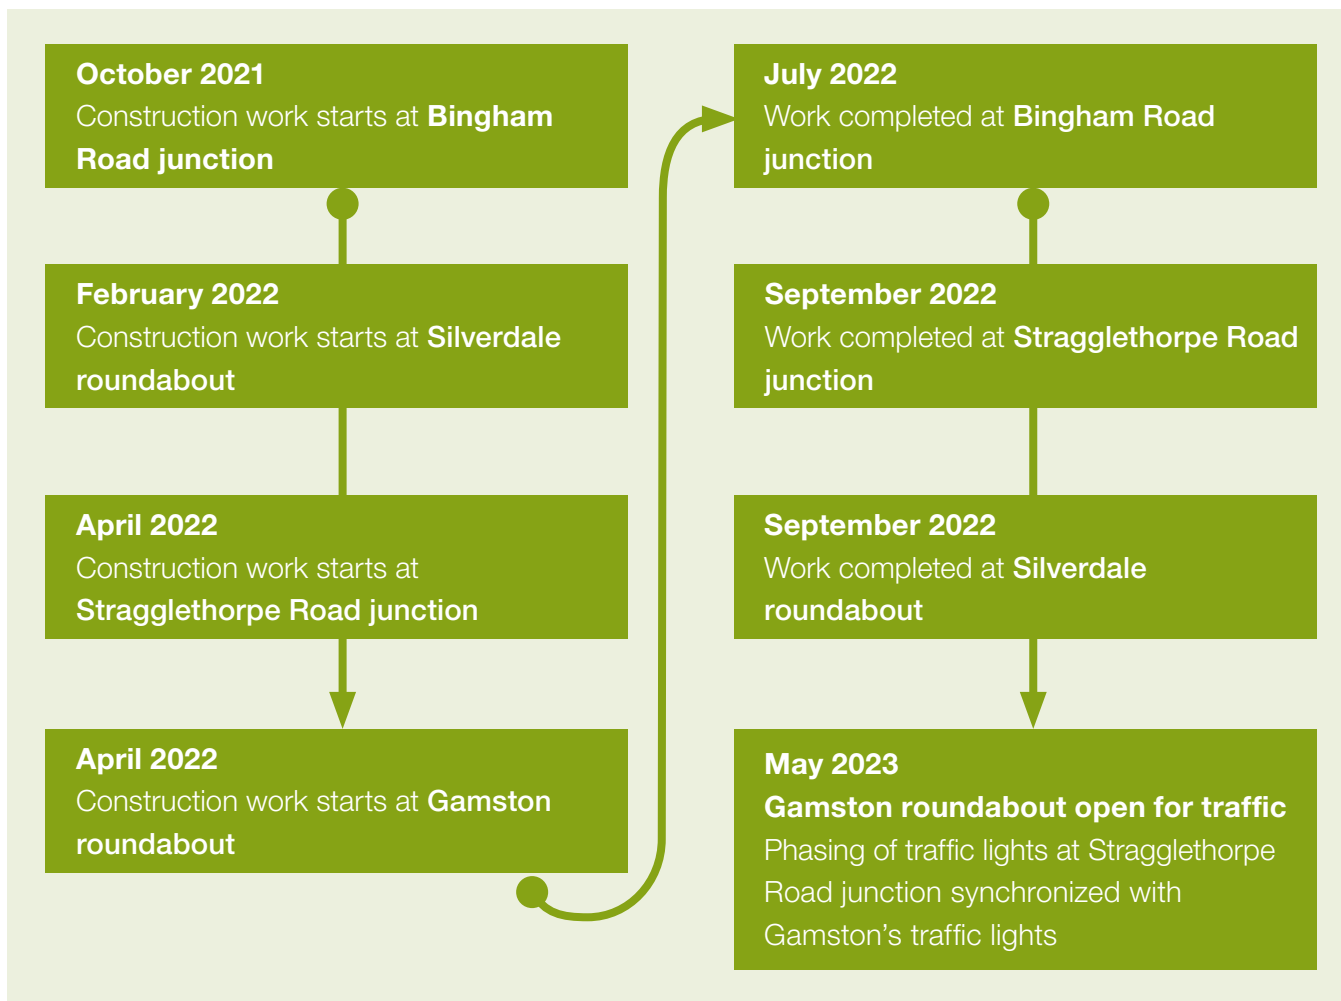 October 2021
Construction work starts at Bingham
Road junction
February 2022
Construction work starts at Silverdale
roundabout
April 2022
Construction work starts at
Stragglethorpe Road junction
April 2022
Construction work starts at Gamston
roundabout
July 2022
Work completed at Bingham Road
junction
September 2022
Work completed at Stragglethorpe Road
junction
September 2022
Work completed at Silverdale
roundabout
May 2023
Gamston roundabout open for traffic
Phasing of traffic lights at Stragglethorpe
Road junction synchronized with
Gamston’s traffic lights